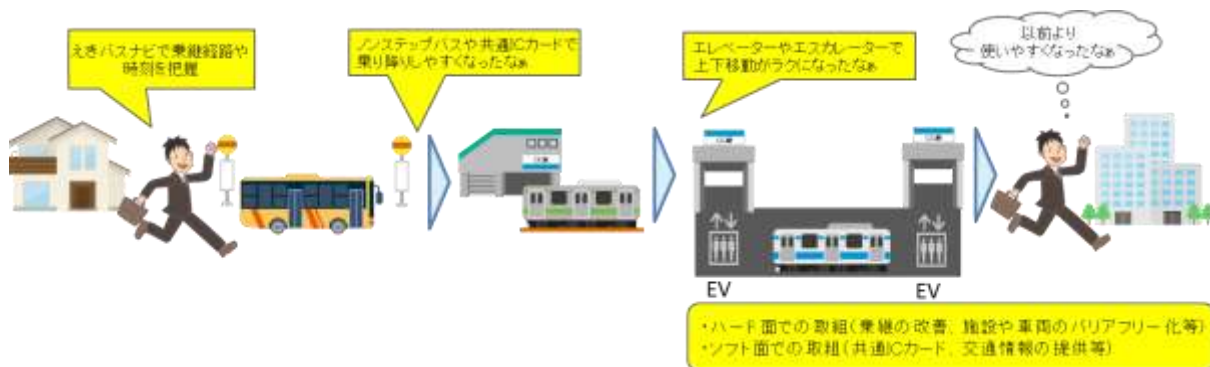 えきバスナビで乗継経路や
時刻を把握
ノンステップバスや共通ICカードで
乗り降りしやすくなったなぁ
エレベーターやエスカレーターで
上下移動がラクになったなぁ
以前より
使いやすくなったなぁ
EV
EV
・ハード面での取組(乗継の改善、施設や車両のバリアフリー化等)
・ソフト面での取組(共通ICカード、交通情報の提供等)